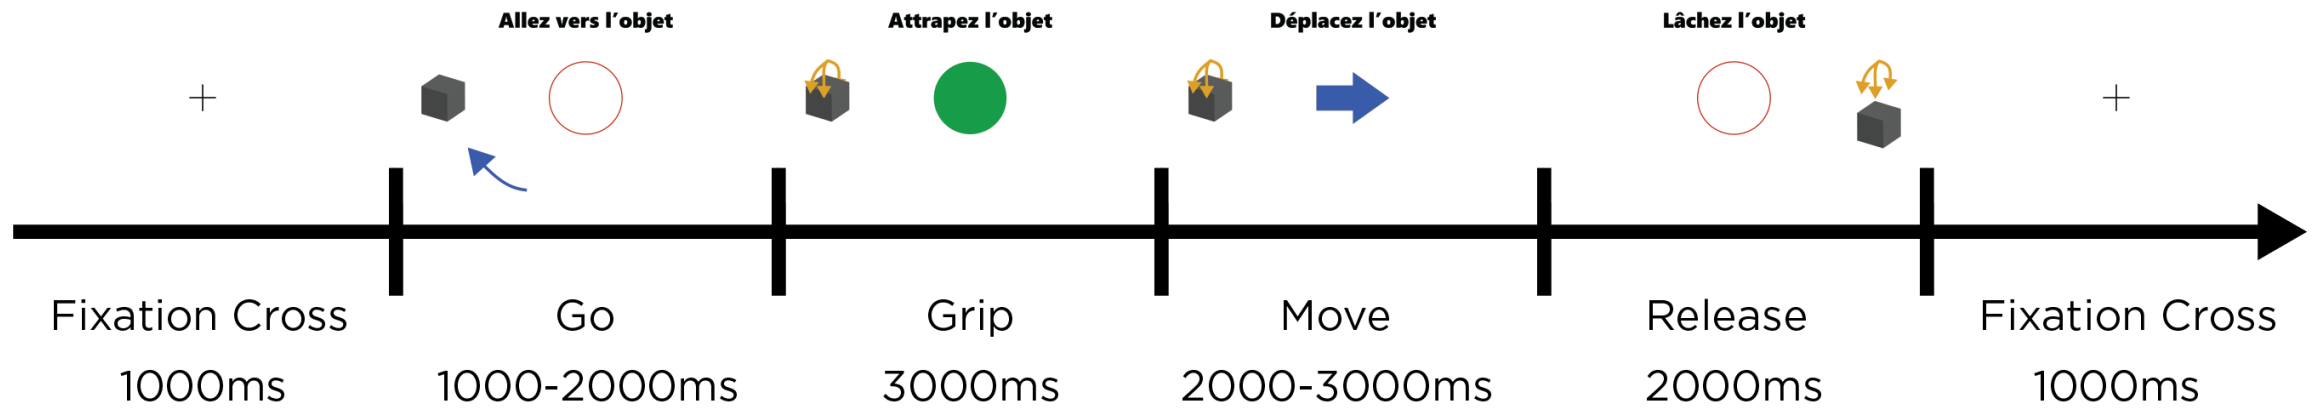 Allez vers l'objet
Attrapez l'objet
Déplacez l'objet
Lâchez l'objet
Fixation Cross
Go
Grip
Move
Release
Fixation Cross
1000ms
1000-2000ms
3000ms
2000-3000ms
2000ms
1000ms